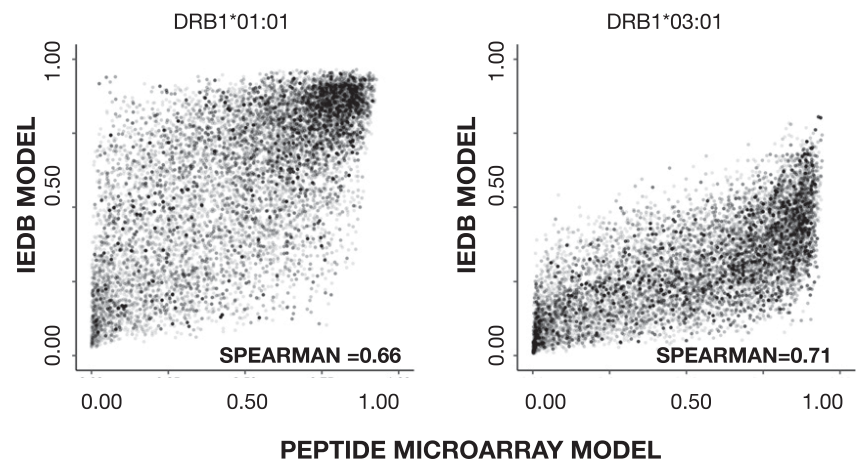 DRB1*01:01
DRB1*03:01
IEDB MODEL
1.00
0.50
0.00
SPEARMAN =0.66
0.00 0.50 1.00
IEDB MODEL
1.00
0.50
0.00
SPEARMAN=0.71
0.00 0.50 1.00
PEPTIDE MICROARRAY MODEL